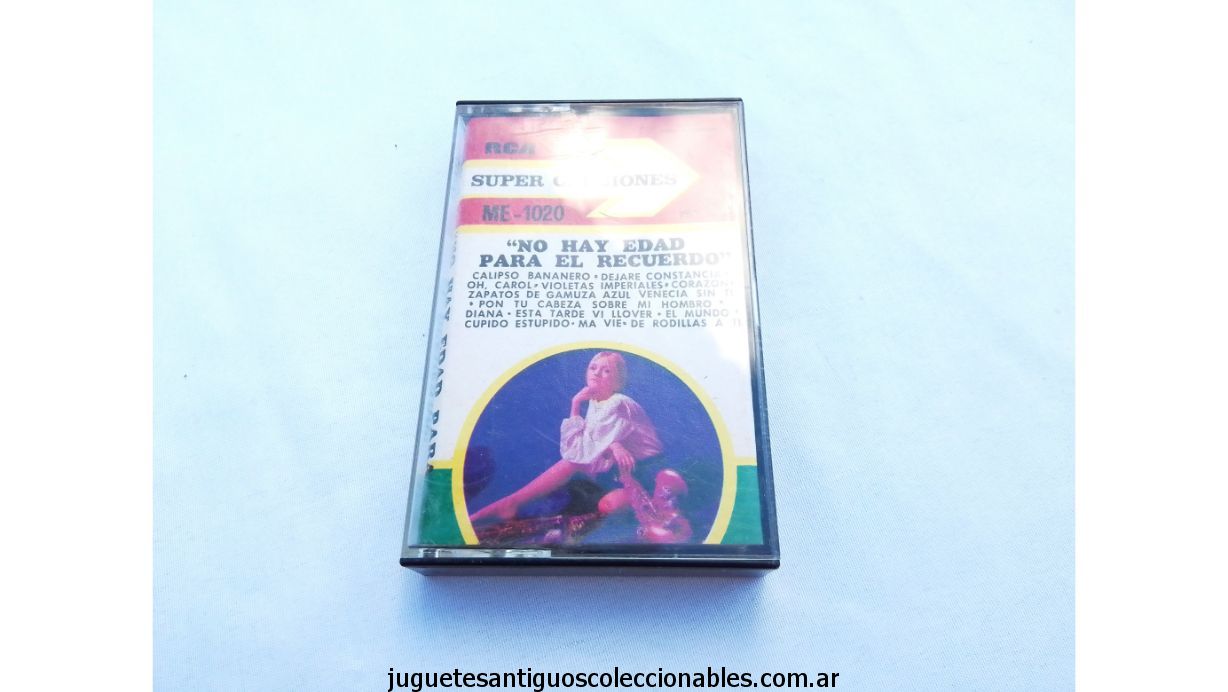 RCA
SUPER CANCIONES
ME-1020
"NO HAY EDAD
PARA EL RECUERDO"
CALIPSO BANANERO • DEJARE CONSTANCIA •
OH, CAROL • VIOLETAS IMPERIALES • CORAZON •
ZAPATOS DE GAMUZA AZUL VENECIA SIN TI
• PON TU CABEZA SOBRE MI HOMBRO •
DIANA • ESTA TARDE VI LLOVER • EL MUNDO •
CUPIDO ESTUPIDO • MA VIE • DE RODILLAS A TI
HAY EDAD PARA
juguetesantiguoscoleccionables.com.ar